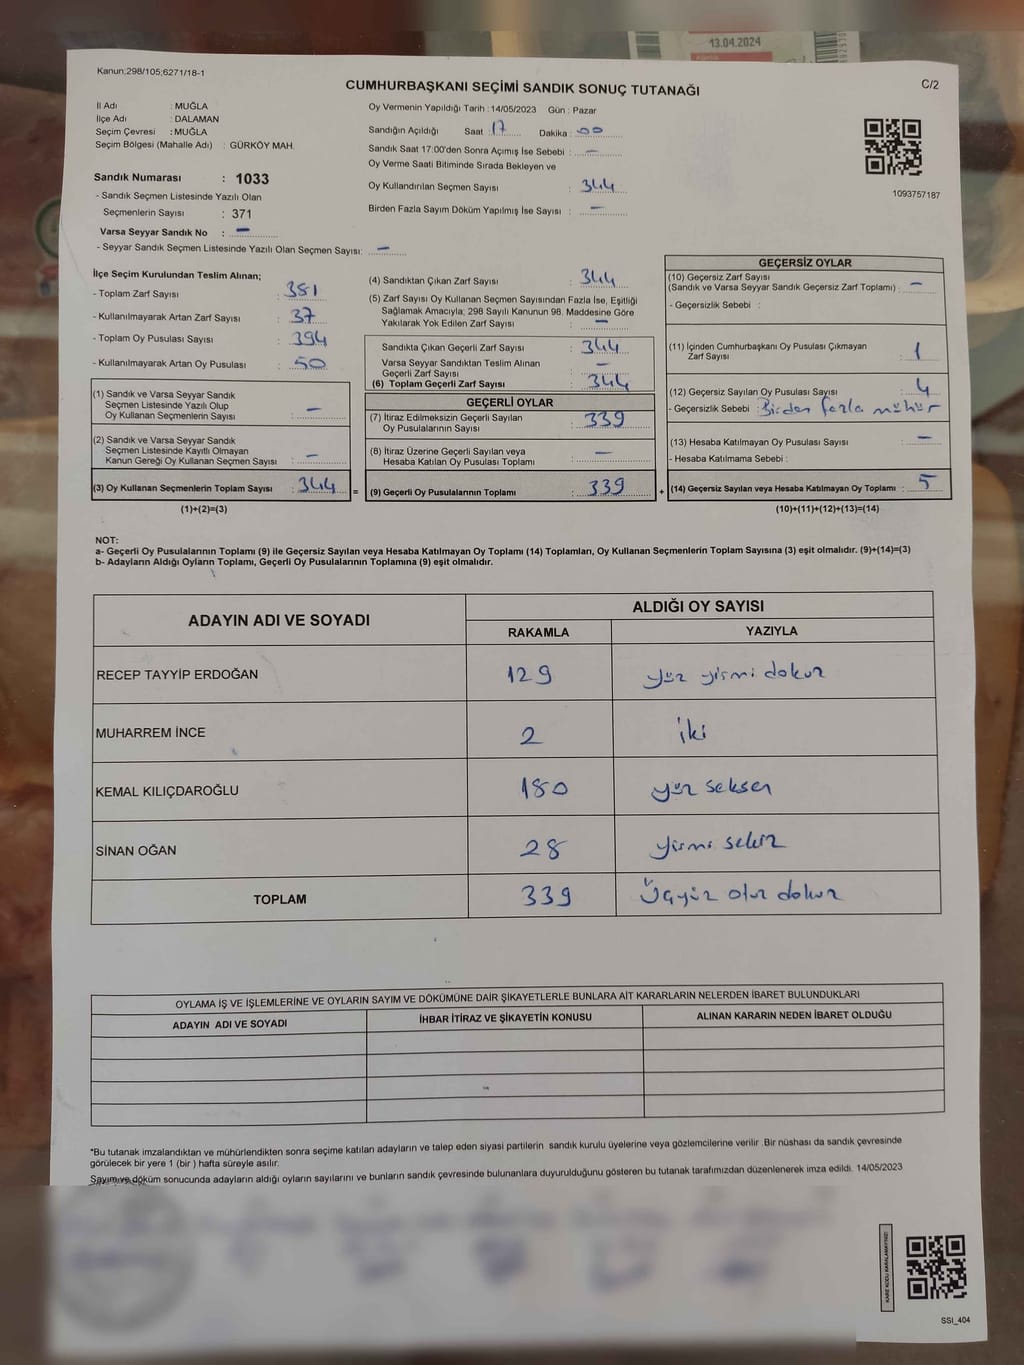 13.04.2024
Kanun;298/105;6271/18-1
CUMHURBAŞKANI SEÇİMİ SANDIK SONUÇ TUTANAĞI
C/2
İl Adı : MUĞLA
İlçe Adı : DALAMAN
Seçim Çevresi : MUĞLA
Seçim Bölgesi (Mahalle Adı) : GÜRKÖY MAH.
Sandık Numarası : 1033
- Sandık Seçmen Listesinde Yazılı Olan
Seçmenlerin Sayısı : 371
Varsa Seyyar Sandık No : –
- Seyyar Sandık Seçmen Listesinde Yazılı Olan Seçmen Sayısı: –
Oy Vermenin Yapıldığı Tarih : 14/05/2023 Gün : Pazar
Sandığın Açıldığı Saat : 17 Dakika : 00
Sandık Saat 17:00'den Sonra Açımış İse Sebebi : –
Oy Verme Saati Bitiminde Sırada Bekleyen ve
Oy Kullandırılan Seçmen Sayısı : 344
Birden Fazla Sayım Döküm Yapılmış İse Sayısı : –
1093757187
İlçe Seçim Kurulundan Teslim Alınan;
- Toplam Zarf Sayısı : 381
- Kullanılmayarak Artan Zarf Sayısı : 37
- Toplam Oy Pusulası Sayısı : 394
- Kullanılmayarak Artan Oy Pusulası : 50
(1) Sandık ve Varsa Seyyar Sandık
Seçmen Listesinde Yazılı Olup
Oy Kullanan Seçmenlerin Sayısı : –
(2) Sandık ve Varsa Seyyar Sandık
Seçmen Listesinde Kayıtlı Olmayan
Kanun Gereği Oy Kullanan Seçmen Sayısı : –
(3) Oy Kullanan Seçmenlerin Toplam Sayısı : 344
(1)+(2)=(3)
(4) Sandıktan Çıkan Zarf Sayısı : 344
(5) Zarf Sayısı Oy Kullanan Seçmen Sayısından Fazla İse, Eşitliği
Sağlamak Amacıyla; 298 Sayılı Kanunun 98. Maddesine Göre
Yakılarak Yok Edilen Zarf Sayısı : –
Sandıkta Çıkan Geçerli Zarf Sayısı : 344
Varsa Seyyar Sandıktan Teslim Alınan
Geçerli Zarf Sayısı : –
(6) Toplam Geçerli Zarf Sayısı : 344
GEÇERLİ OYLAR
(7) İtiraz Edilmeksizin Geçerli Sayılan
Oy Pusulalarının Sayısı : 339
(8) İtiraz Üzerine Geçerli Sayılan veya
Hesaba Katılan Oy Pusulası Toplamı : –
= (9) Geçerli Oy Pusulalarının Toplamı : 339 +
GEÇERSİZ OYLAR
(10) Geçersiz Zarf Sayısı
(Sandık ve Varsa Seyyar Sandık Geçersiz Zarf Toplamı) : –
- Geçersizlik Sebebi :
(11) İçinden Cumhurbaşkanı Oy Pusulası Çıkmayan
Zarf Sayısı : 1
(12) Geçersiz Sayılan Oy Pusulası Sayısı : 4
- Geçersizlik Sebebi : Birden fazla mühür
(13) Hesaba Katılmayan Oy Pusulası Sayısı : –
- Hesaba Katılmama Sebebi :
(14) Geçersiz Sayılan veya Hesaba Katılmayan Oy Toplamı : 5
(10)+(11)+(12)+(13)=(14)
NOT:
a- Geçerli Oy Pusulalarının Toplamı (9) ile Geçersiz Sayılan veya Hesaba Katılmayan Oy Toplamı (14) Toplamları, Oy Kullanan Seçmenlerin Toplam Sayısına (3) eşit olmalıdır. (9)+(14)=(3)
b- Adayların Aldığı Oyların Toplamı, Geçerli Oy Pusulalarının Toplamına (9) eşit olmalıdır.
ADAYIN ADI VE SOYADI
ALDIĞI OY SAYISI
RAKAMLA YAZIYLA
RECEP TAYYİP ERDOĞAN 129 yüz yirmi dokuz
MUHARREM İNCE 2 iki
KEMAL KILIÇDAROĞLU 180 yüz seksen
SİNAN OĞAN 28 yirmi sekiz
TOPLAM 339 Üçyüz otuz dokuz
OYLAMA İŞ VE İŞLEMLERİNE VE OYLARIN SAYIM VE DÖKÜMÜNE DAİR ŞİKAYETLERLE BUNLARA AİT KARARLARIN NELERDEN İBARET BULUNDUKLARI
ADAYIN ADI VE SOYADI İHBAR İTİRAZ VE ŞİKAYETİN KONUSU ALINAN KARARIN NEDEN İBARET OLDUĞU
*Bu tutanak imzalandıktan ve mühürlendikten sonra seçime katılan adayların ve talep eden siyasi partilerin sandık kurulu üyelerine veya gözlemcilerine verilir .Bir nüshası da sandık çevresinde
görülecek bir yere 1 (bir ) hafta süreyle asılır.
Sayım ve döküm sonucunda adayların aldığı oyların sayılarını ve bunların sandık çevresinde bulunanlara duyurulduğunu gösteren bu tutanak tarafımızdan düzenlenerek imza edildi. 14/05/2023
KARE KODU KARALAMAYINIZ!
SSI_404